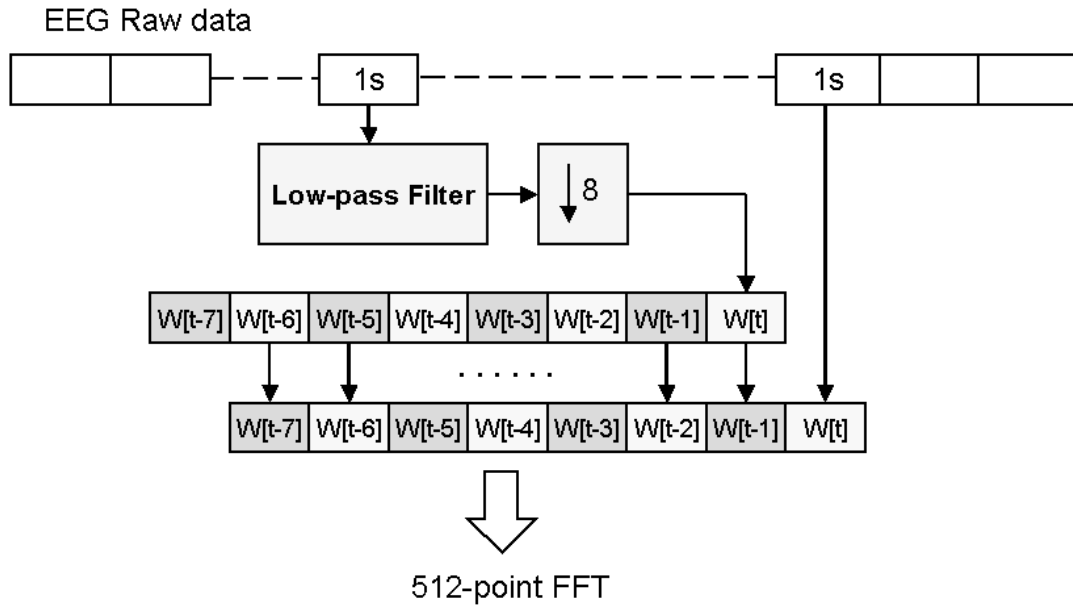 EEG Raw data
1s 1s
Low-pass Filter 8
W[t-7] W[t-6] W[t-5] W[t-4] W[t-3] W[t-2] W[t-1] W[t]
. . . . . .
W[t-7] W[t-6] W[t-5] W[t-4] W[t-3] W[t-2] W[t-1] W[t]
512-point FFT